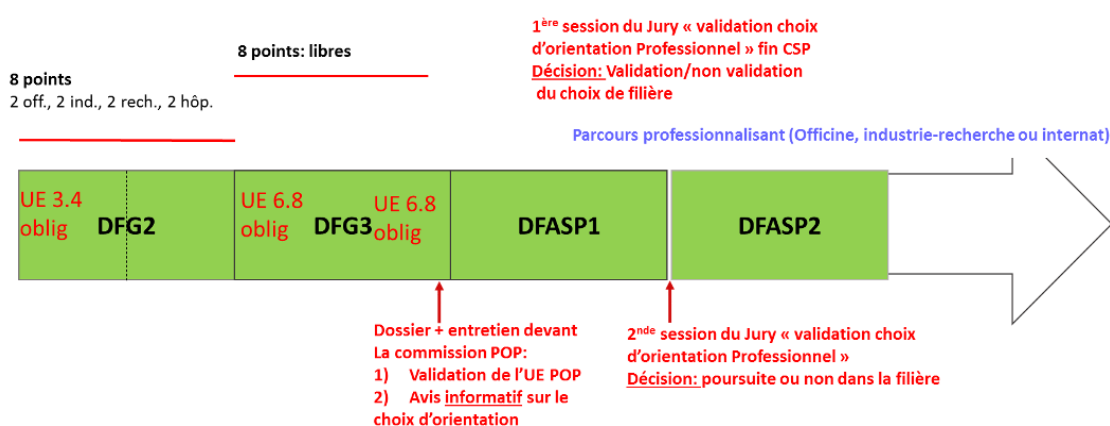 1ère session du Jury « validation choix
d'orientation Professionnel » fin CSP
Décision: Validation/non validation
du choix de filière
8 points: libres
8 points
2 off., 2 ind., 2 rech., 2 hôp.
Parcours professionnalisant (Officine, industrie-recherche ou internat)
UE 3.4
oblig
DFG2
UE 6.8
oblig
DFG3
UE 6.8
oblig
DFASP1
DFASP2
Dossier + entretien devant
La commission POP:
1) Validation de l'UE POP
2) Avis informatif sur le
choix d'orientation
2nde session du Jury « validation choix
d'orientation Professionnel »
Décision: poursuite ou non dans la filière